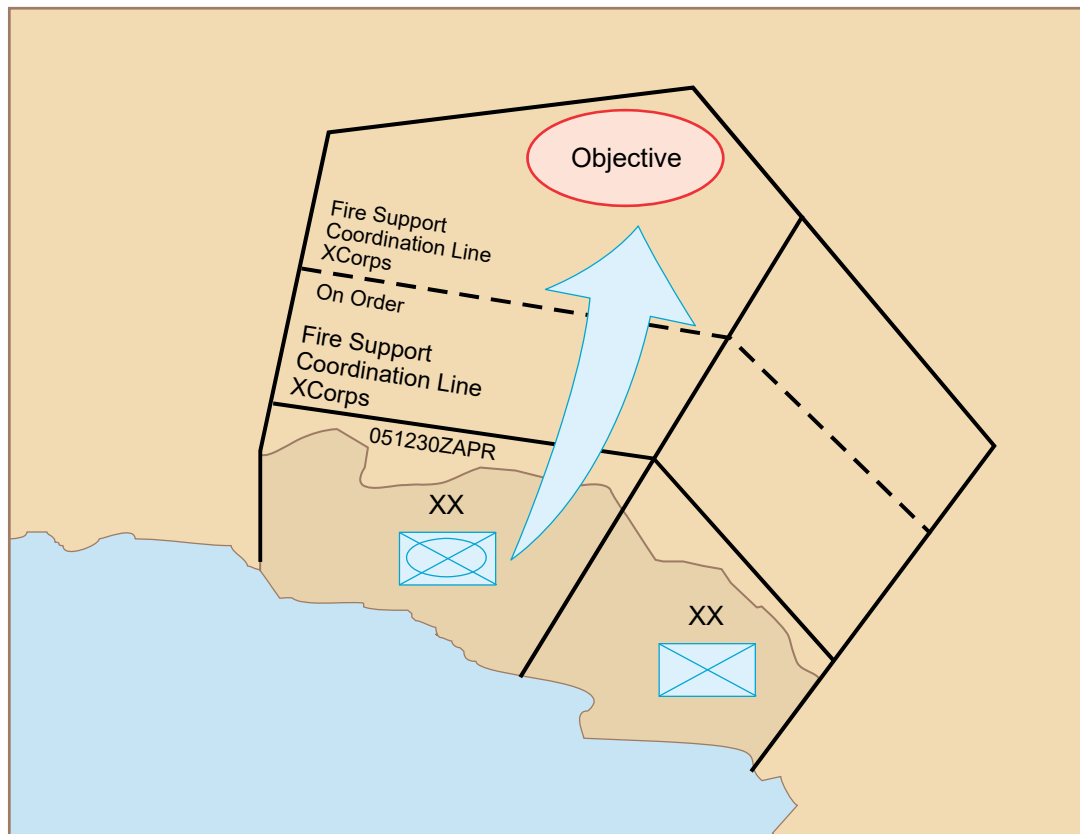 Objective
Fire Support
Coordination Line
XCorps
On Order
Fire Support
Coordination Line
XCorps
051230ZAPR
XX
XX